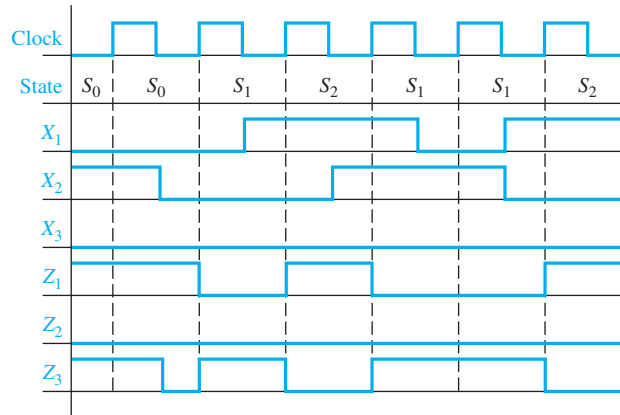 Clock
State S₀ S₀ S₁ S₂ S₁ S₁ S₂
X₁
X₂
X₃
Z₁
Z₂
Z₃